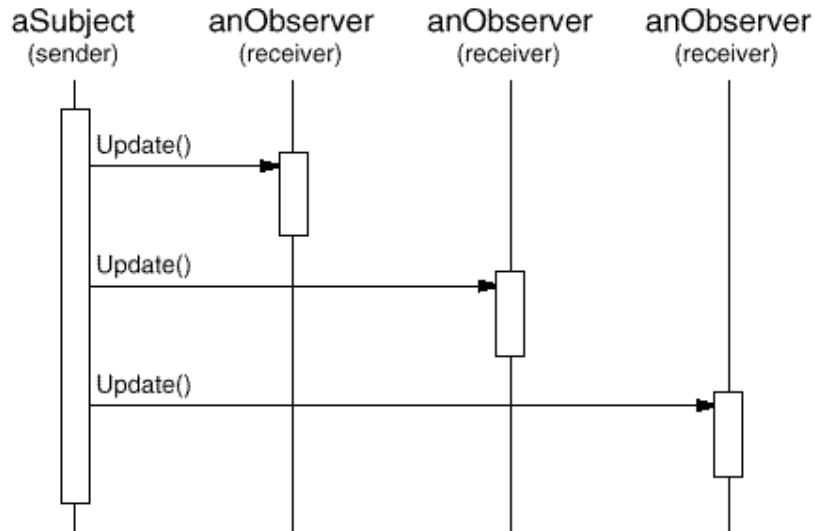 aSubject anObserver anObserver anObserver
(sender) (receiver) (receiver) (receiver)
Update()
Update()
Update()